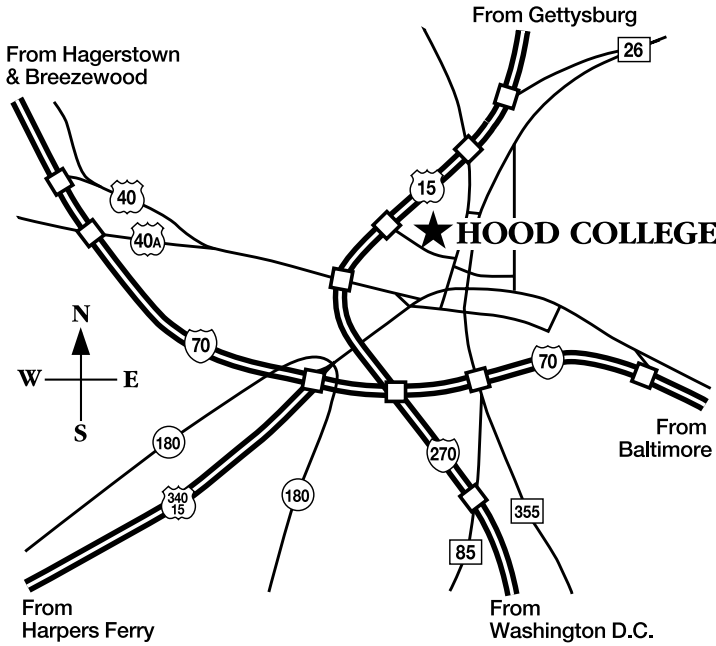 From Gettysburg
26
From Hagerstown
& Breezewood
40
15
40A
HOOD COLLEGE
N
W E
S
70
70
From
Baltimore
180
270
340
15
180
355
85
From
Harpers Ferry
From
Washington D.C.